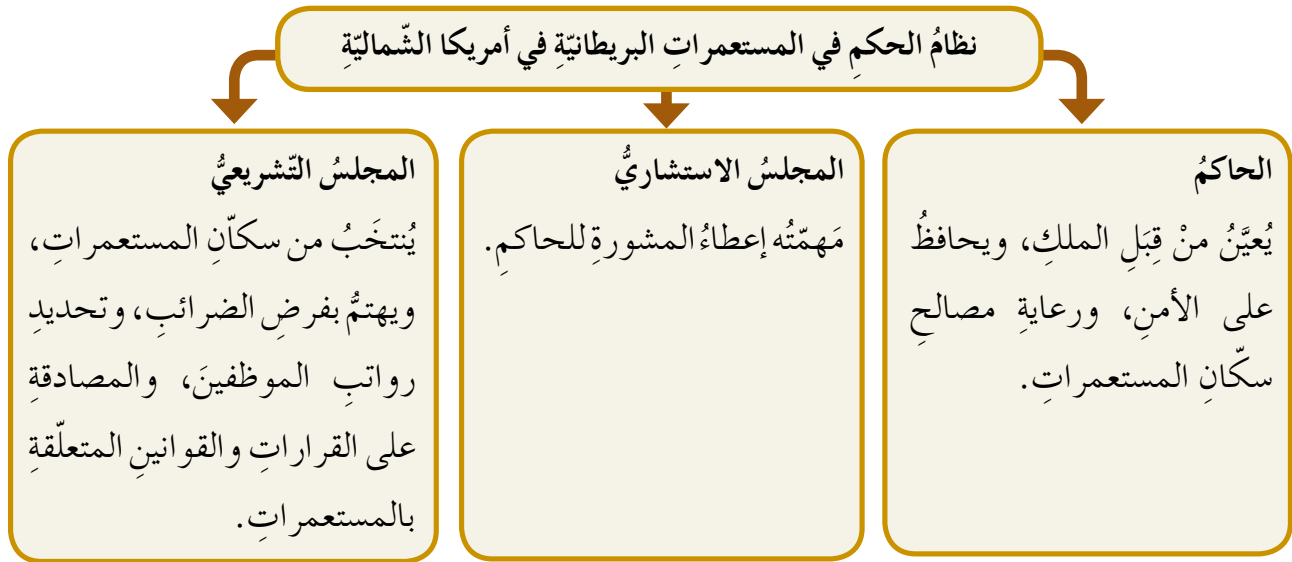 نظامُ الحكمِ في المستعمراتِ البريطانيّةِ في أمريكا الشّماليّةِ
الحاكمُ
يُعيَّنُ منْ قِبَلِ الملكِ، ويحافظُ
على الأمنِ، ورعايةِ مصالحِ
سكّانِ المستعمراتِ.
المجلسُ الاستشاريُّ
مَهمّتُه إعطاءُ المشورةِ للحاكمِ.
المجلسُ التّشريعيُّ
يُنتخَبُ من سكاّنِ المستعمراتِ،
ويهتمُّ بفرضِ الضرائبِ، وتحديدِ
رواتبِ الموظفينَ، والمصادقةِ
على القراراتِ والقوانينِ المتعلّقةِ
بالمستعمراتِ.